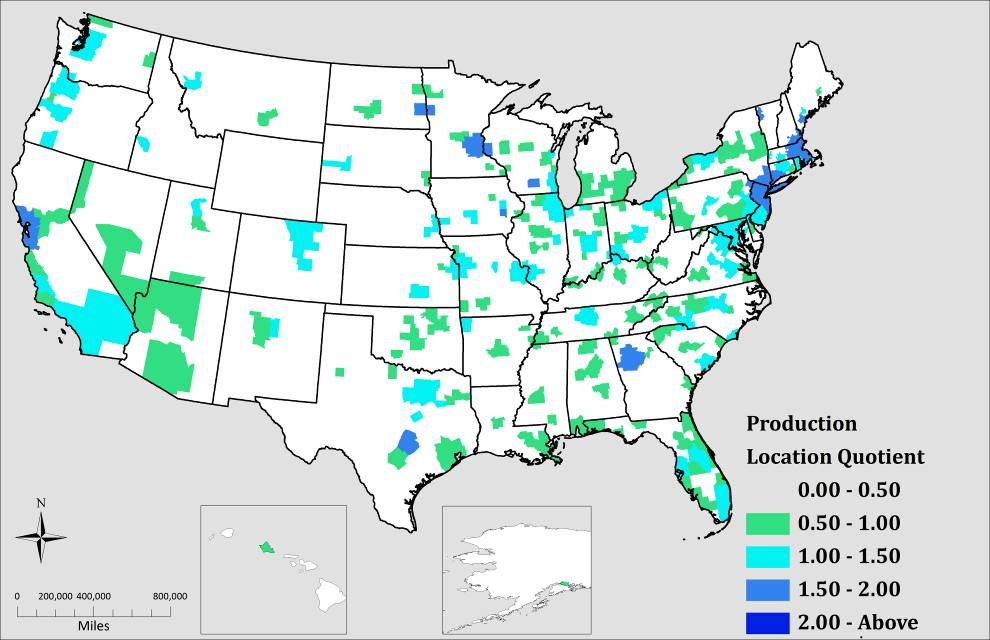 Production
Location Quotient
0.00 - 0.50
0.50 - 1.00
1.00 - 1.50
1.50 - 2.00
2.00 - Above
N
0 200,000 400,000 800,000
Miles